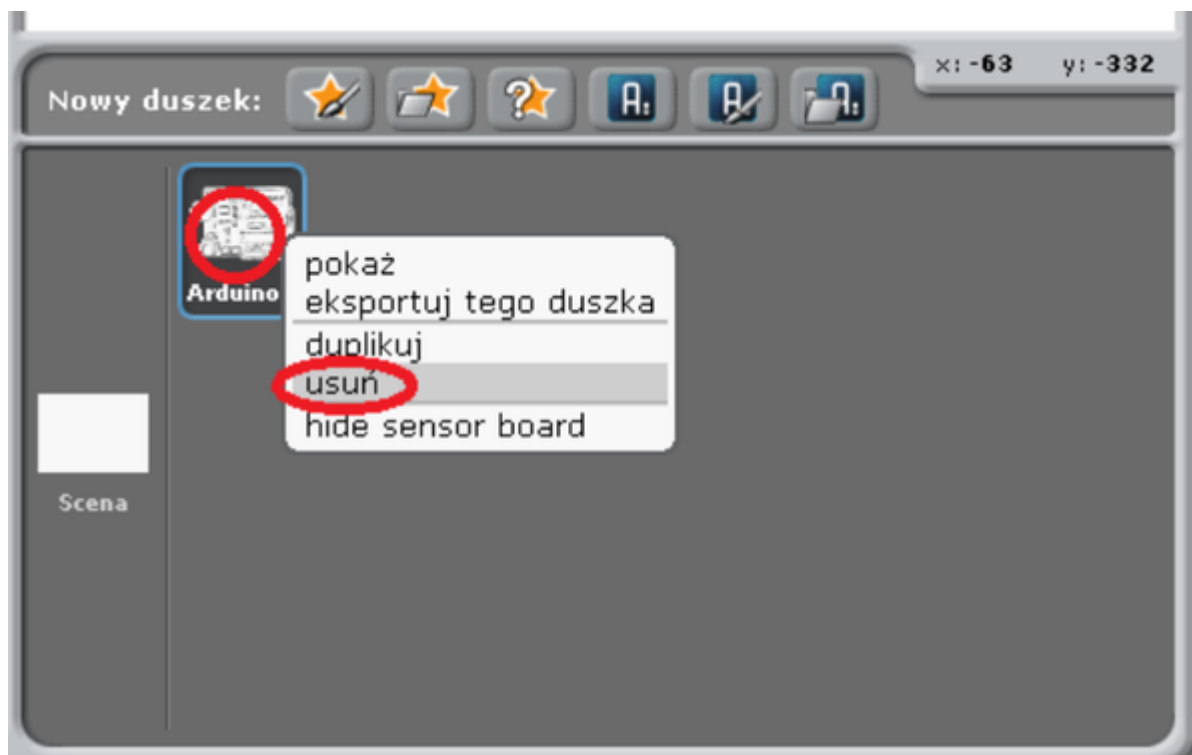 x: -63 y: -332
Nowy duszek:
A:
A
A:
Arduino
pokaż
eksportuj tego duszka
duplikuj
usuń
hide sensor board
Scena